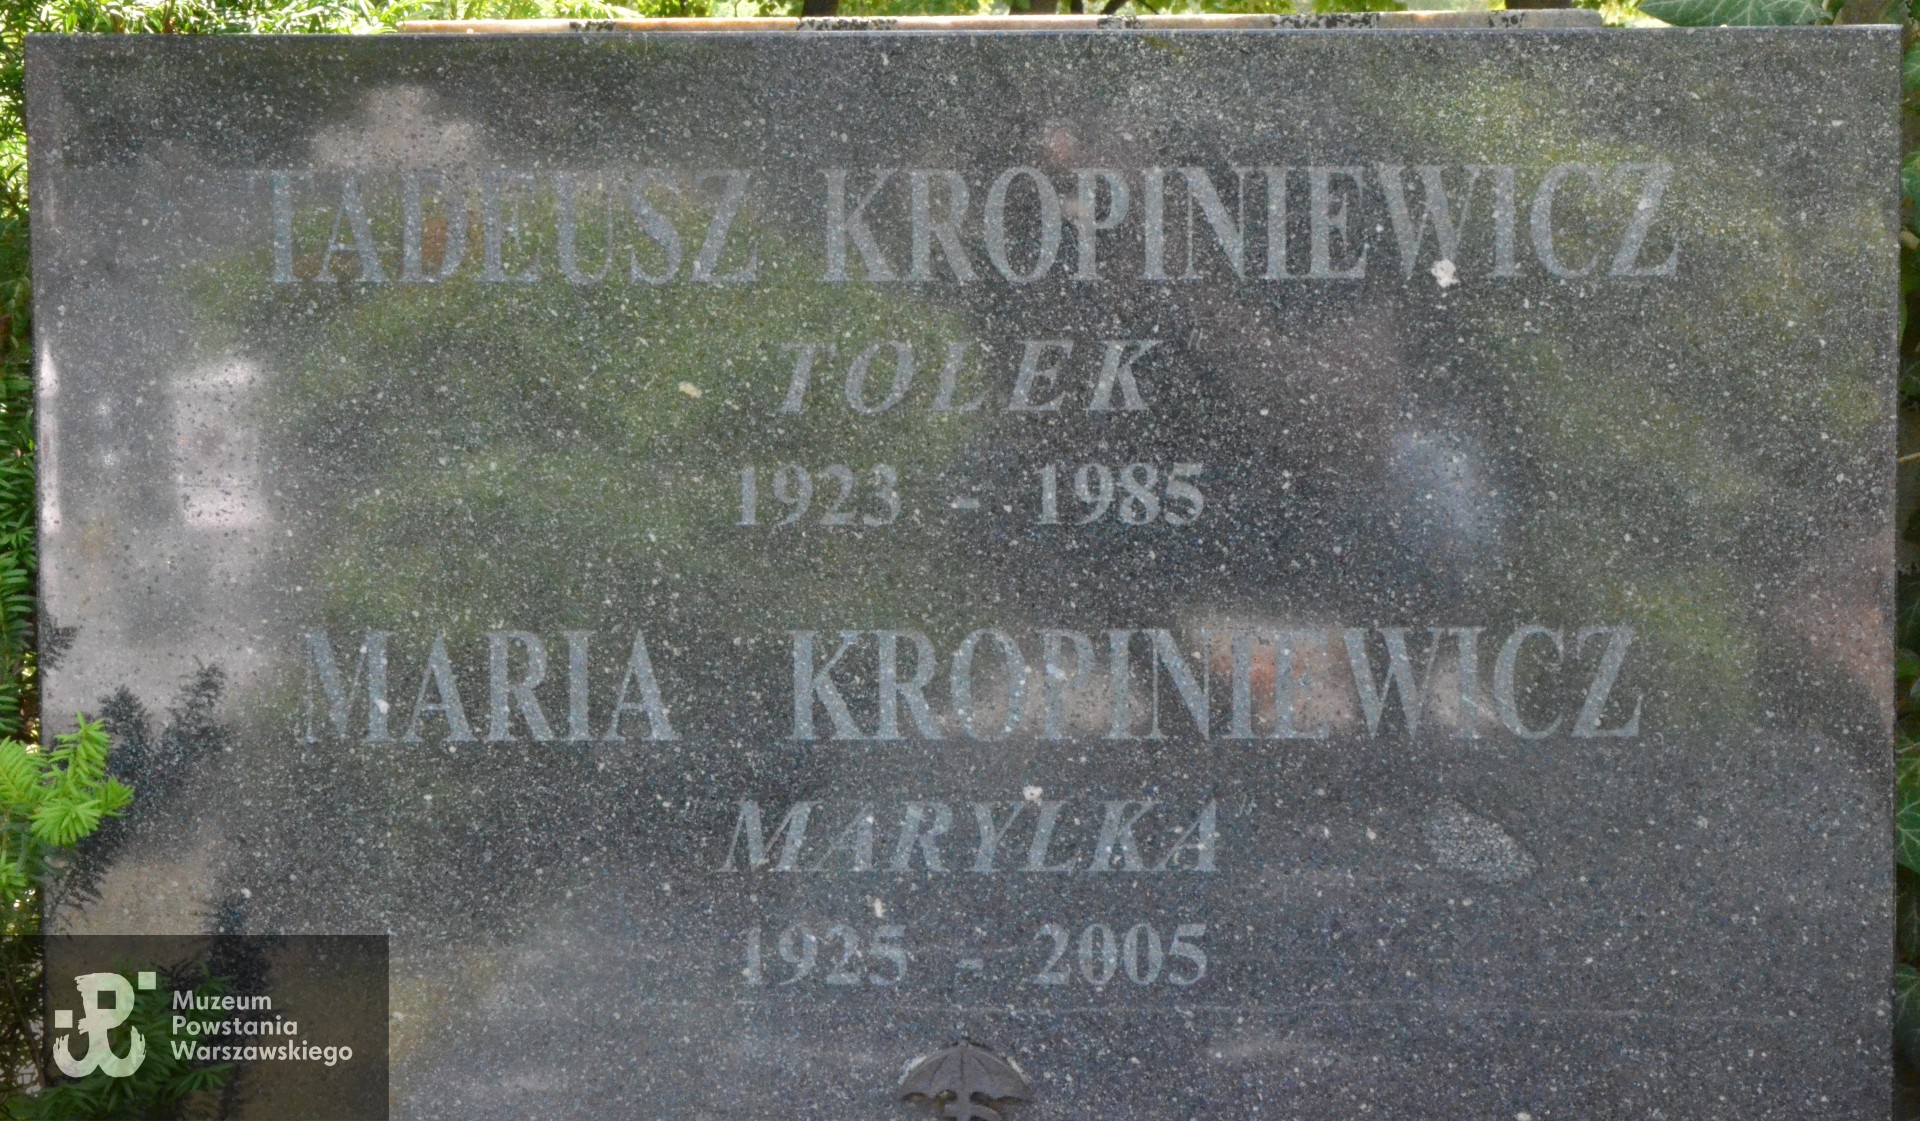 TADEUSZ KROPINIEWICZ
TOLEK"
1923 - 1985
MARIA KROPINIEWICZ
MARYLKA"
1925 - 2005
Muzeum
Powstania
Warszawskiego